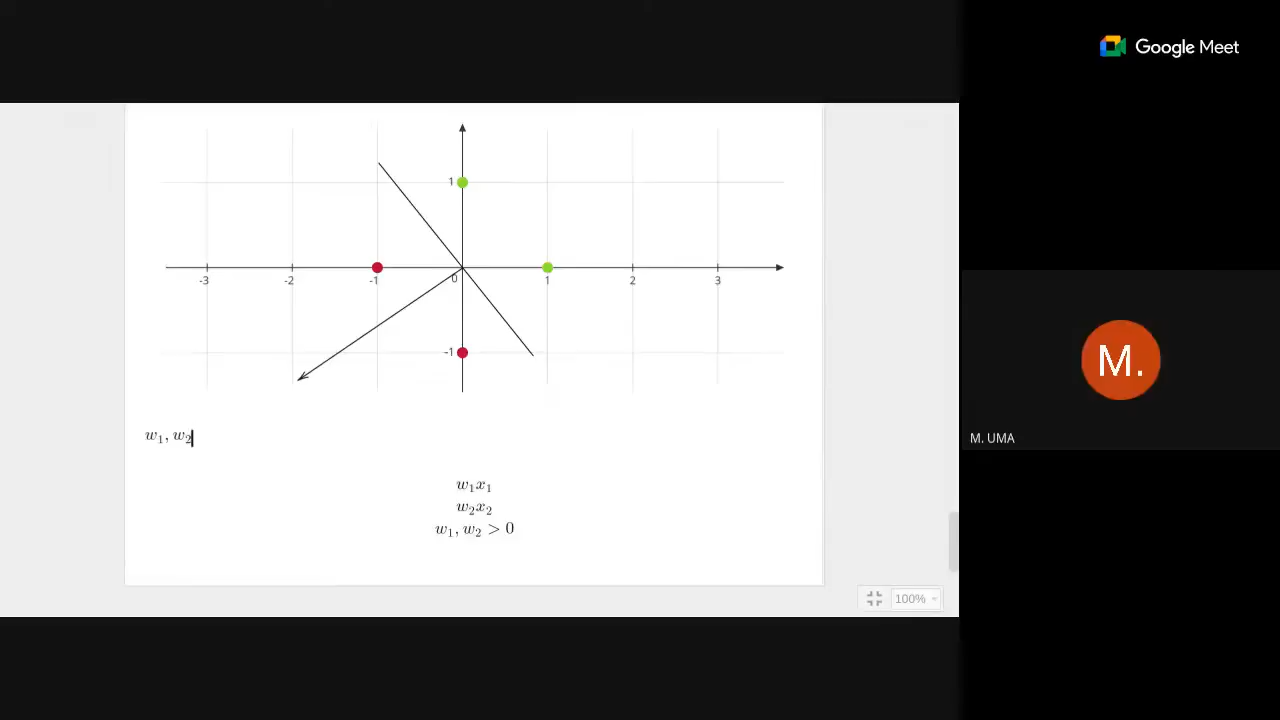 Google Meet
1
-3 -2 -1 0 1 2 3
-1
w₁, w₂
w₁x₁
w₂x₂
w₁, w₂ > 0
100%
M.
M. UMA